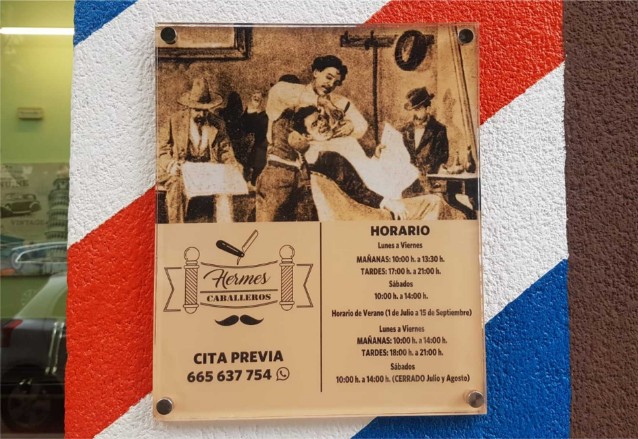 Hermes
CABALLEROS
CITA PREVIA
665 637 754
HORARIO
Lunes a Viernes
MAÑANAS: 10:00 h. a 13:30 h.
TARDES: 17:00 h. a 21:00 h.
Sábados
10:00 h. a 14:00 h.
Horario de Verano (1 de Julio a 15 de Septiembre)
Lunes a Viernes
MAÑANAS: 10:00 h. a 14:00 h.
TARDES: 18:00 h. a 21:00 h.
Sábados
10:00 h. a 14:00 h. (CERRADO Julio y Agosto)